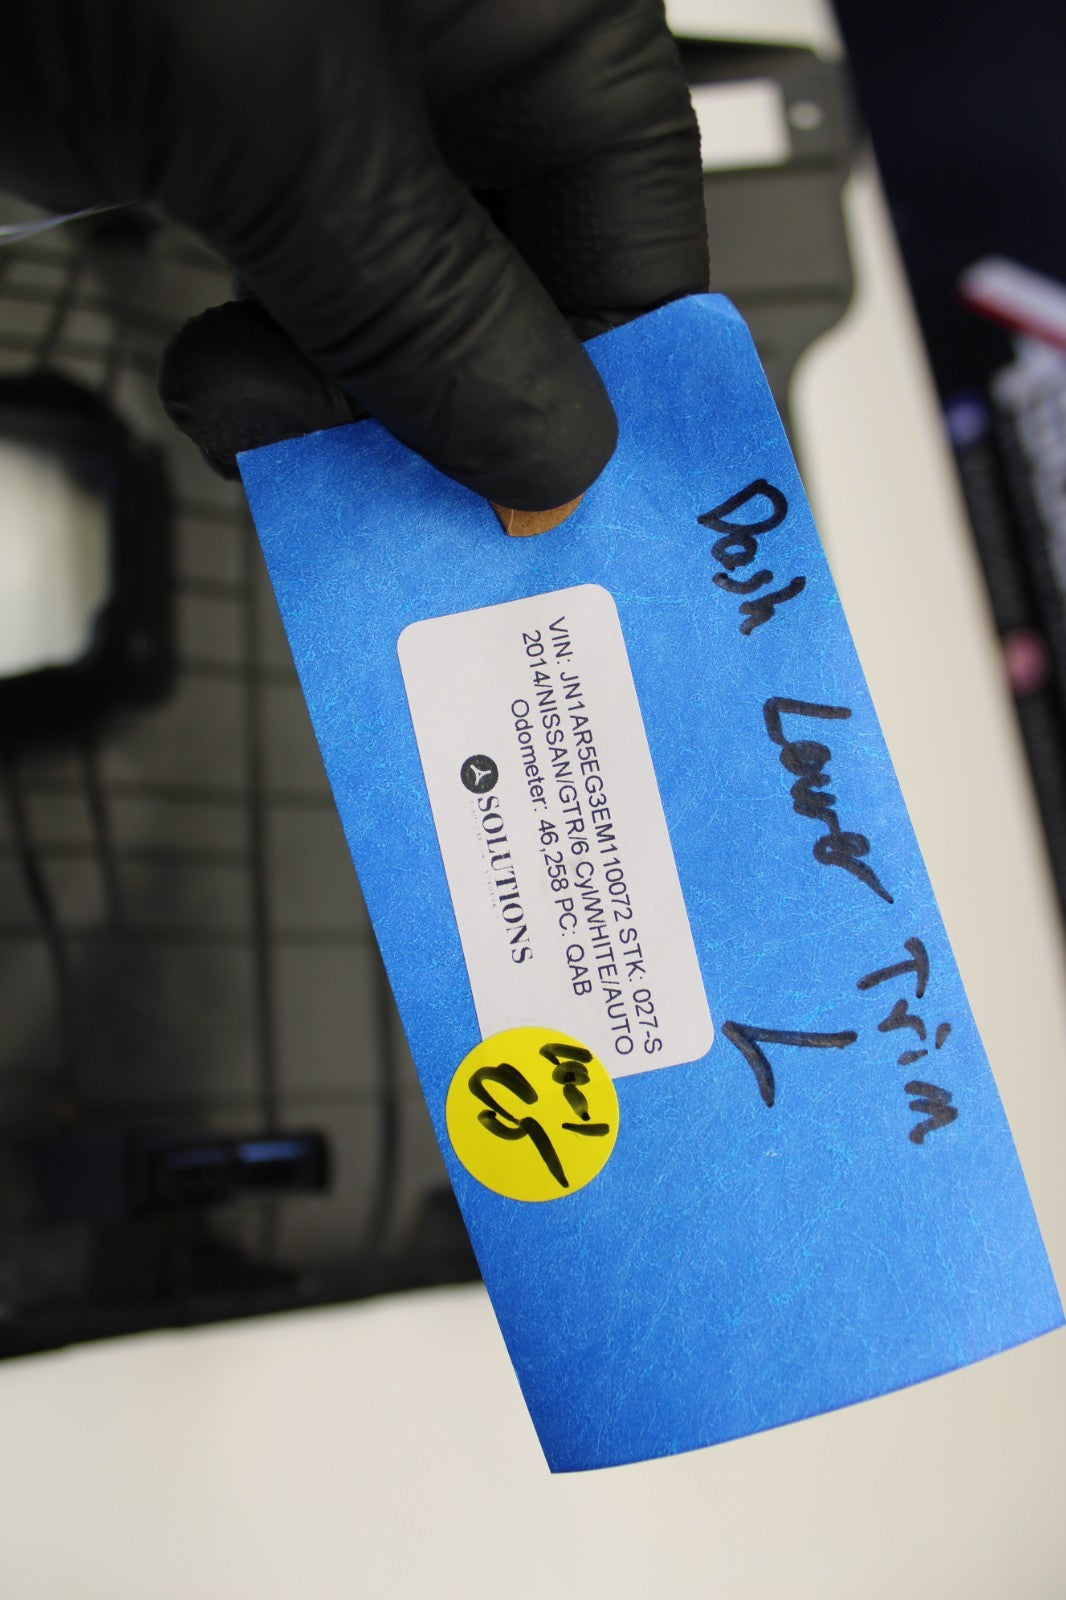 Dash Lower Trim
L
VIN: JN1AR5EG3EM110072 STK: 027-S
2014/NISSAN/GTR/6 Cyl/WHITE/AUTO
Odometer: 46,258 PC: QAB
SOLUTIONS